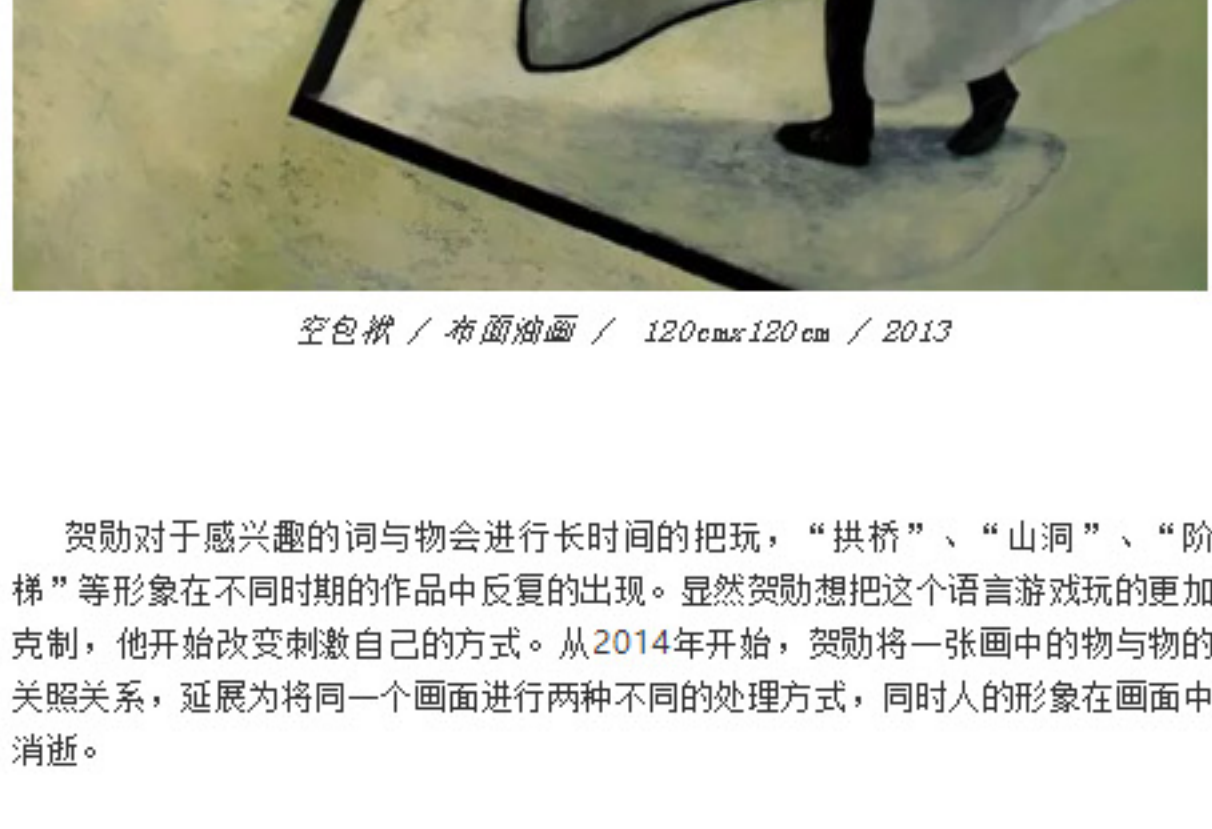 空包袱 / 布面油画 / 120cmx120cm / 2013
贺勋对于感兴趣的词与物会进行长时间的把玩，“拱桥”、“山洞”、“阶
梯”等形象在不同时期的作品中反复的出现。显然贺勋想把这个语言游戏玩的更加
克制，他开始改变刺激自己的方式。从2014年开始，贺勋将一张画中的物与物的
关照关系，延展为将同一个画面进行两种不同的处理方式，同时人的形象在画面中
消逝。